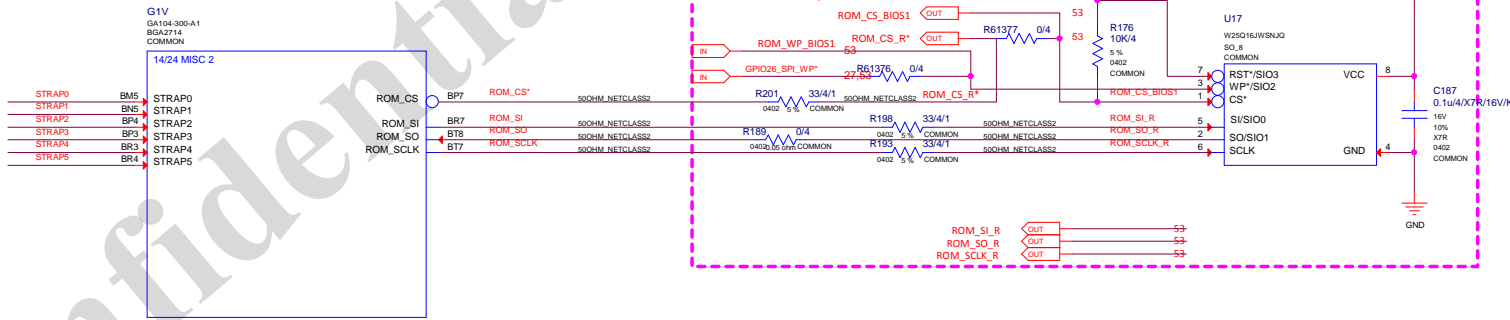 G1V
GA104-300-A1
BGA2714
COMMON
14/24 MISC 2
STRAP0 BM5 STRAP0
STRAP1 BN5 STRAP1
STRAP2 BP4 STRAP2
STRAP3 BP3 STRAP3
STRAP4 BR3 STRAP4
STRAP5 BR4 STRAP5
ROM_CS BP7 ROM_CS*
ROM_SI BR7 ROM_SI
ROM_SO BT8 ROM_SO
ROM_SCLK BT7 ROM_SCLK
ROM_CS_BIOS1 OUT 53
ROM_CS_R* OUT R61377 0/4 53
IN ROM_WP_BIOS1 53
IN GPIO26_SPI_WP* 27,53 R61376 0/4
R176
10K/4
5 %
0402
COMMON
R201 33/4/1
0402 5 % COMMON
50OHM_NETCLASS2
50OHM_NETCLASS2 ROM_CS_R* ROM_CS_BIOS1
R198 33/4/1
0402 5 % COMMON
50OHM_NETCLASS2 50OHM_NETCLASS2 ROM_SI_R
R189 0/4
0402 0.05 ohm COMMON
50OHM_NETCLASS2 50OHM_NETCLASS2 ROM_SO_R
R193 33/4/1
0402 5 % COMMON
50OHM_NETCLASS2 50OHM_NETCLASS2 ROM_SCLK_R
U17
W25Q16JWSNJQ
SO_8
COMMON
7 RST*/SIO3 VCC 8
3 WP*/SIO2
1 CS*
5 SI/SIO0
2 SO/SIO1
6 SCLK GND 4
C187
0.1u/4/X7R/16V/K
16V
10%
X7R
0402
COMMON
GND
ROM_SI_R OUT 53
ROM_SO_R OUT 53
ROM_SCLK_R OUT 53
nfidentia